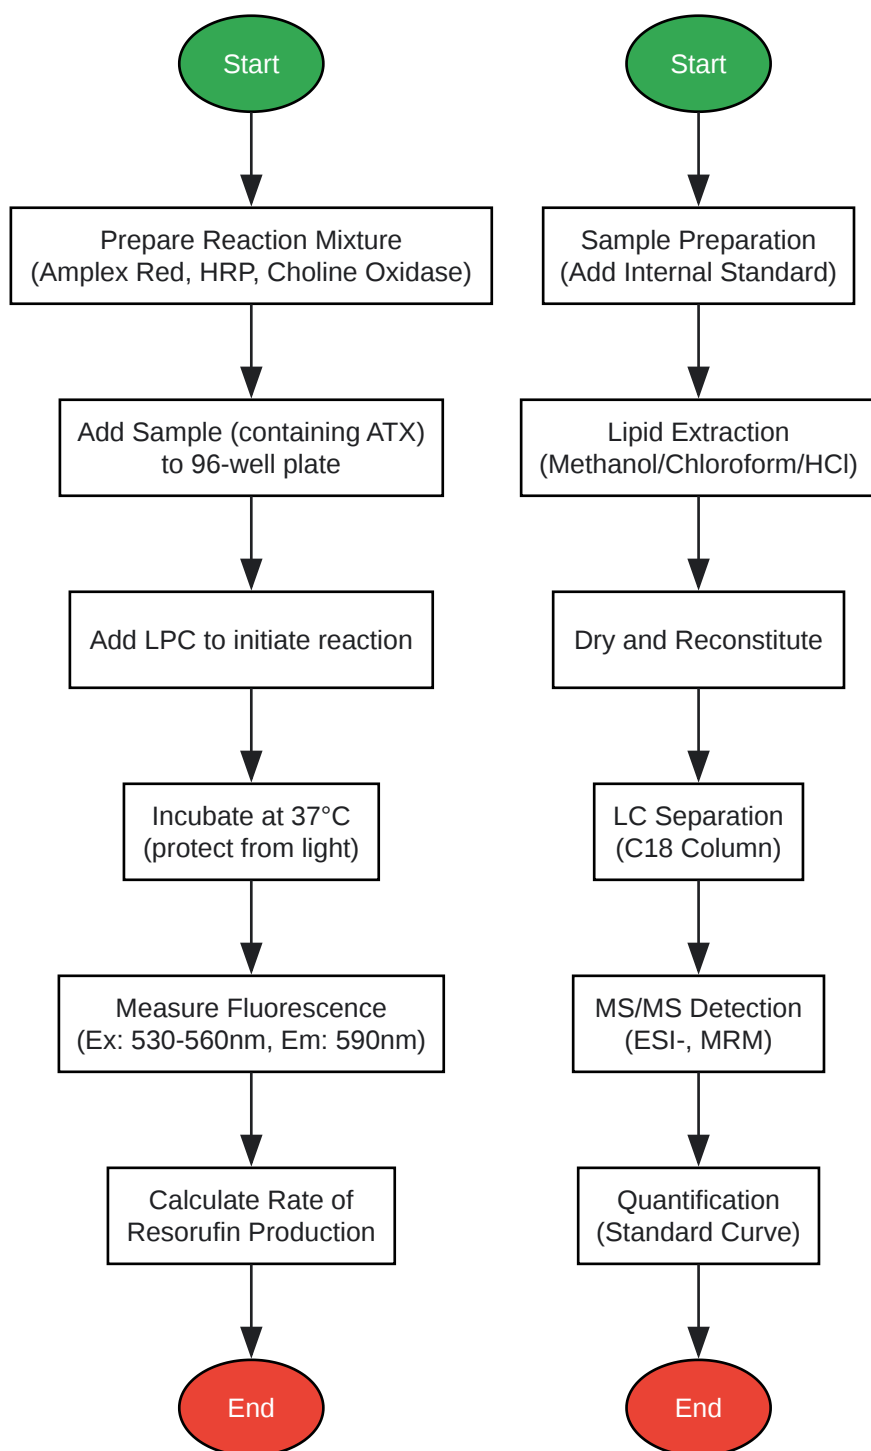 Start
Prepare Reaction Mixture
(Amplex Red, HRP, Choline Oxidase)
Add Sample (containing ATX)
to 96-well plate
Add LPC to initiate reaction
Incubate at 37°C
(protect from light)
Measure Fluorescence
(Ex: 530-560nm, Em: 590nm)
Calculate Rate of
Resorufin Production
End
Start
Sample Preparation
(Add Internal Standard)
Lipid Extraction
(Methanol/Chloroform/HCl)
Dry and Reconstitute
LC Separation
(C18 Column)
MS/MS Detection
(ESI-, MRM)
Quantification
(Standard Curve)
End